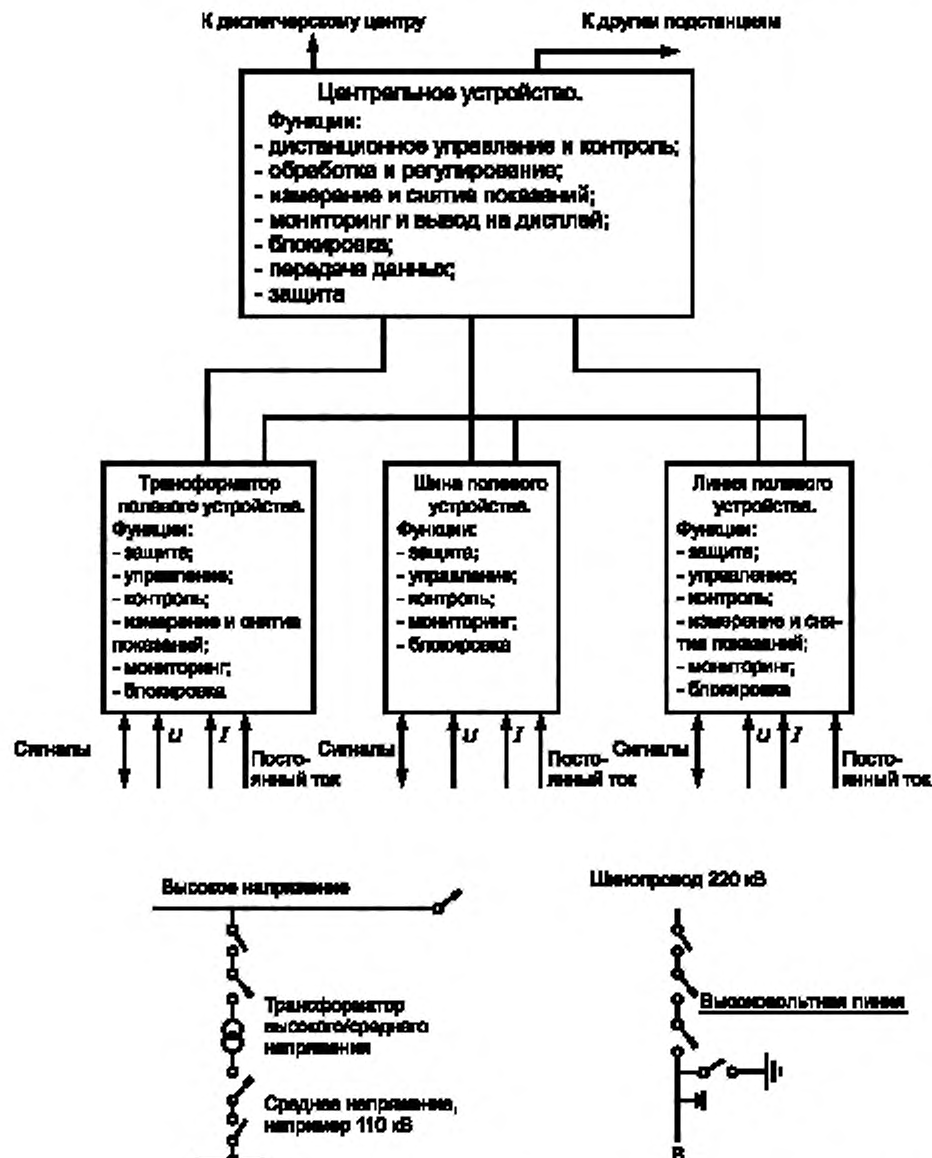 К диспетчерскому центру
К другим подстанциям
Центральное устройство.
Функции:
- дистанционное управление и контроль;
- обработка и регулирование;
- измерение и снятие показаний;
- мониторинг и вывод на дисплей;
- блокировка;
- передача данных;
- защита
Трансформатор
полевого устройства.
Функции:
- защита;
- управление;
- контроль;
- измерение и снятие
показаний;
- мониторинг;
- блокировка
Шина полевого
устройства.
Функции:
- защита;
- управление;
- контроль;
- мониторинг;
- блокировка
Линия полевого
устройства.
Функции:
- защита;
- управление;
- контроль;
- измерение и сня-
тие показаний;
- мониторинг;
- блокировка
Сигналы
U
I
Посто-
янный ток
Сигналы
U
I
Посто-
янный ток
Сигналы
U
I
Посто-
янный ток
Высокое напряжение
Трансформатор
высокого/среднего
напряжения
Среднее напряжение,
например 110 кВ
Шинопровод 220 кВ
Высоковольтная линия
В